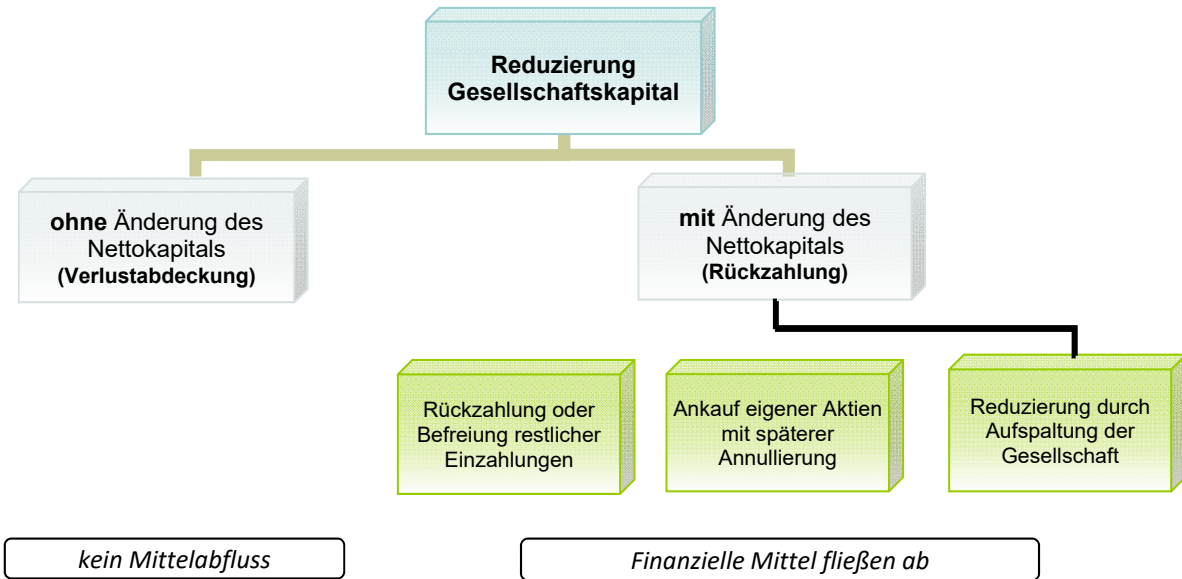 Reduzierung
Gesellschaftskapital
ohne Änderung des
Nettokapitals
(Verlustabdeckung)
mit Änderung des
Nettokapitals
(Rückzahlung)
Rückzahlung oder
Befreiung restlicher
Einzahlungen
Ankauf eigener Aktien
mit späterer
Annullierung
Reduzierung durch
Aufspaltung der
Gesellschaft
kein Mittelabfluss
Finanzielle Mittel fließen ab